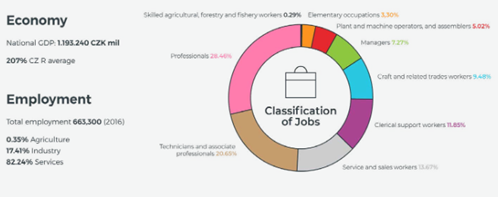 Economy
National GDP: 1.193.240 CZK mil
207% CZ R average
Employment
Total employment 663,300 (2016)
0.35% Agriculture
17.41% Industry
82.24% Services
Skilled agricultural, forestry and fishery workers 0.29%
Elementary occupations 3.30%
Plant and machine operators, and assemblers 5.02%
Managers 7.27%
Craft and related trades workers 9.48%
Clerical support workers 11.85%
Service and sales workers 13.67%
Technicians and associate
professionals 20.65%
Professionals 28.46%
Classification
of Jobs